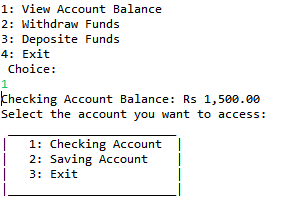 1: View Account Balance
2: Withdraw Funds
3: Deposite Funds
4: Exit
Choice:
1
Checking Account Balance: Rs 1,500.00
Select the account you want to access:
1: Checking Account
2: Saving Account
3: Exit